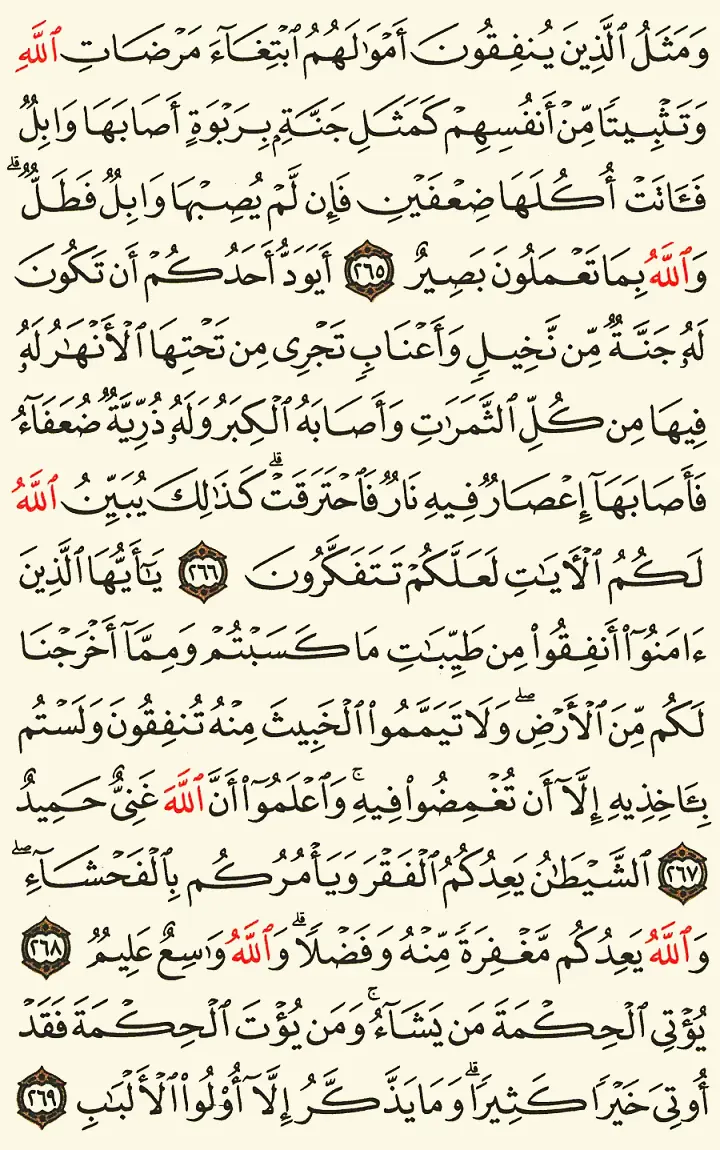 وَمَثَلُ ٱلَّذِينَ يُنفِقُونَ أَمْوَٰلَهُمُ ٱبْتِغَآءَ مَرْضَاتِ ٱللَّهِ
وَتَثْبِيتًا مِّنْ أَنفُسِهِمْ كَمَثَلِ جَنَّةٍۭ بِرَبْوَةٍ أَصَابَهَا وَابِلٌ
فَـَٔاتَتْ أُكُلَهَا ضِعْفَيْنِ فَإِن لَّمْ يُصِبْهَا وَابِلٌ فَطَلٌّ ۗ
وَٱللَّهُ بِمَا تَعْمَلُونَ بَصِيرٌ ٢٦٥ أَيَوَدُّ أَحَدُكُمْ أَن تَكُونَ
لَهُۥ جَنَّةٌ مِّن نَّخِيلٍ وَأَعْنَابٍ تَجْرِى مِن تَحْتِهَا ٱلْأَنْهَٰرُ لَهُۥ
فِيهَا مِن كُلِّ ٱلثَّمَرَٰتِ وَأَصَابَهُ ٱلْكِبَرُ وَلَهُۥ ذُرِّيَّةٌ ضُعَفَآءُ
فَأَصَابَهَآ إِعْصَارٌ فِيهِ نَارٌ فَٱحْتَرَقَتْ ۗ كَذَٰلِكَ يُبَيِّنُ ٱللَّهُ
لَكُمُ ٱلْـَٔايَٰتِ لَعَلَّكُمْ تَتَفَكَّرُونَ ٢٦٦ يَٰٓأَيُّهَا ٱلَّذِينَ
ءَامَنُوٓا۟ أَنفِقُوا۟ مِن طَيِّبَٰتِ مَا كَسَبْتُمْ وَمِمَّآ أَخْرَجْنَا
لَكُم مِّنَ ٱلْأَرْضِ ۖ وَلَا تَيَمَّمُوا۟ ٱلْخَبِيثَ مِنْهُ تُنفِقُونَ وَلَسْتُم
بِـَٔاخِذِيهِ إِلَّآ أَن تُغْمِضُوا۟ فِيهِ ۚ وَٱعْلَمُوٓا۟ أَنَّ ٱللَّهَ غَنِىٌّ حَمِيدٌ
٢٦٧ ٱلشَّيْطَٰنُ يَعِدُكُمُ ٱلْفَقْرَ وَيَأْمُرُكُم بِٱلْفَحْشَآءِ ۖ
وَٱللَّهُ يَعِدُكُم مَّغْفِرَةً مِّنْهُ وَفَضْلًا ۗ وَٱللَّهُ وَٰسِعٌ عَلِيمٌ ٢٦٨
يُؤْتِى ٱلْحِكْمَةَ مَن يَشَآءُ ۚ وَمَن يُؤْتَ ٱلْحِكْمَةَ فَقَدْ
أُوتِىَ خَيْرًا كَثِيرًا ۗ وَمَا يَذَّكَّرُ إِلَّآ أُو۟لُوا۟ ٱلْأَلْبَٰبِ ٢٦٩